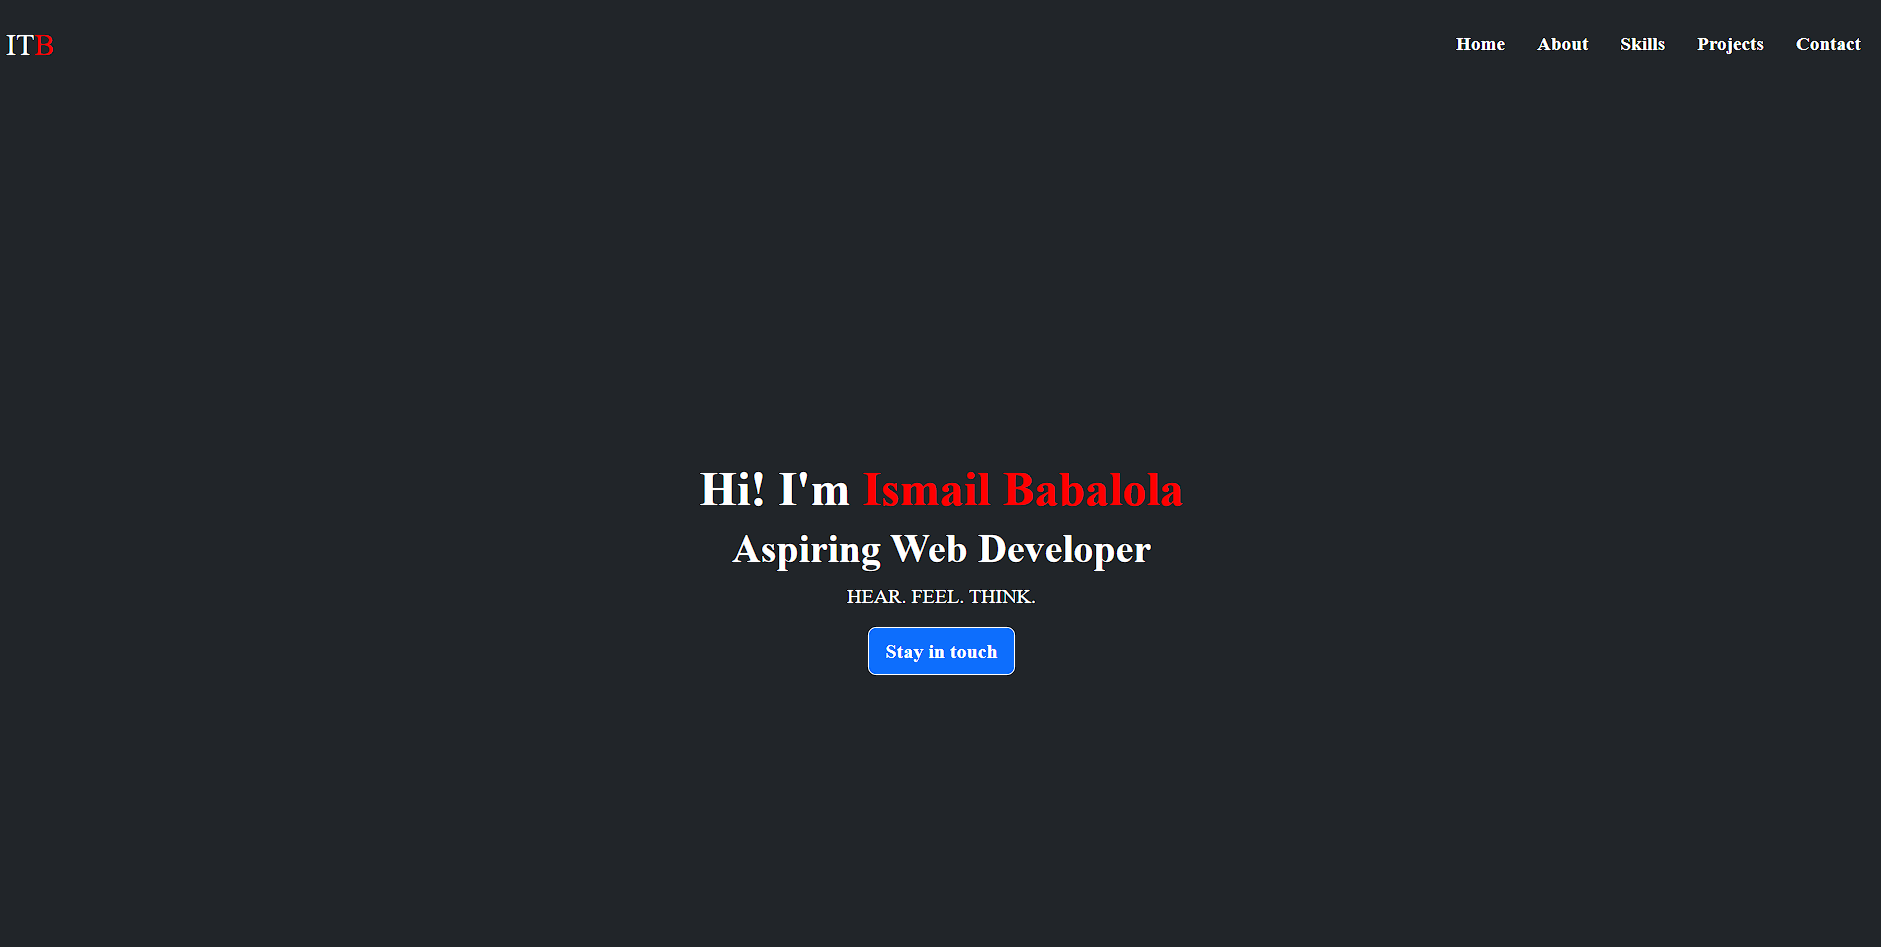 ITB
Home About Skills Projects Contact
Hi! I'm Ismail Babalola
Aspiring Web Developer
HEAR. FEEL. THINK.
Stay in touch